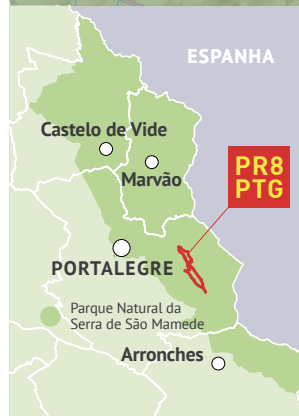 ESPANHA
Castelo de Vide
Marvão
PR8
PTG
PORTALEGRE
Parque Natural da
Serra de São Mamede
Arronches